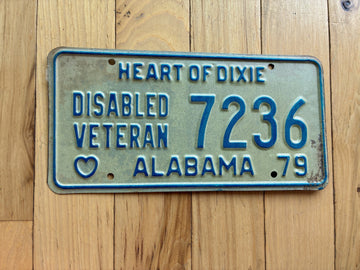 HEART OF DIXIE
DISABLED VETERAN 7236
ALABAMA 79